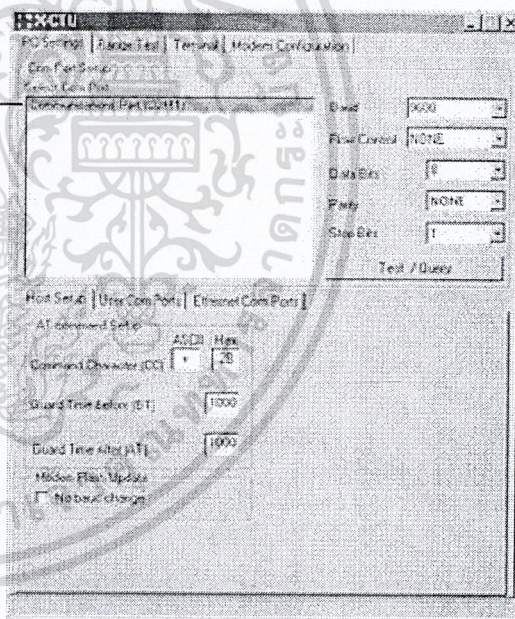 X-CTU
PC Settings | Range Test | Terminal | Modem Configuration
Com Port Setup
Select Com Port
Communications Port (COM1)
Baud 9600
Flow Control NONE
Data Bits 8
Parity NONE
Stop Bits 1
Test / Query
Host Setup | User Com Ports | Ethernet Com Ports
AT command Setup
ASCII Hex
Command Character (CC) + 2B
Guard Time Before (BT) 1000
Guard Time After (AT) 1000
Modem Flash Update
No baud change